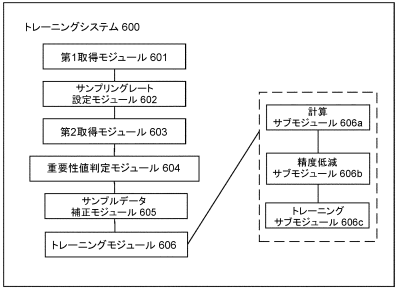 トレーニングシステム 600
第1取得モジュール 601
サンプリングレート
設定モジュール 602
第2取得モジュール 603
重要性値判定モジュール 604
サンプルデータ
補正モジュール 605
トレーニングモジュール 606
計算
サブモジュール 606a
精度低減
サブモジュール 606b
トレーニング
サブモジュール 606c